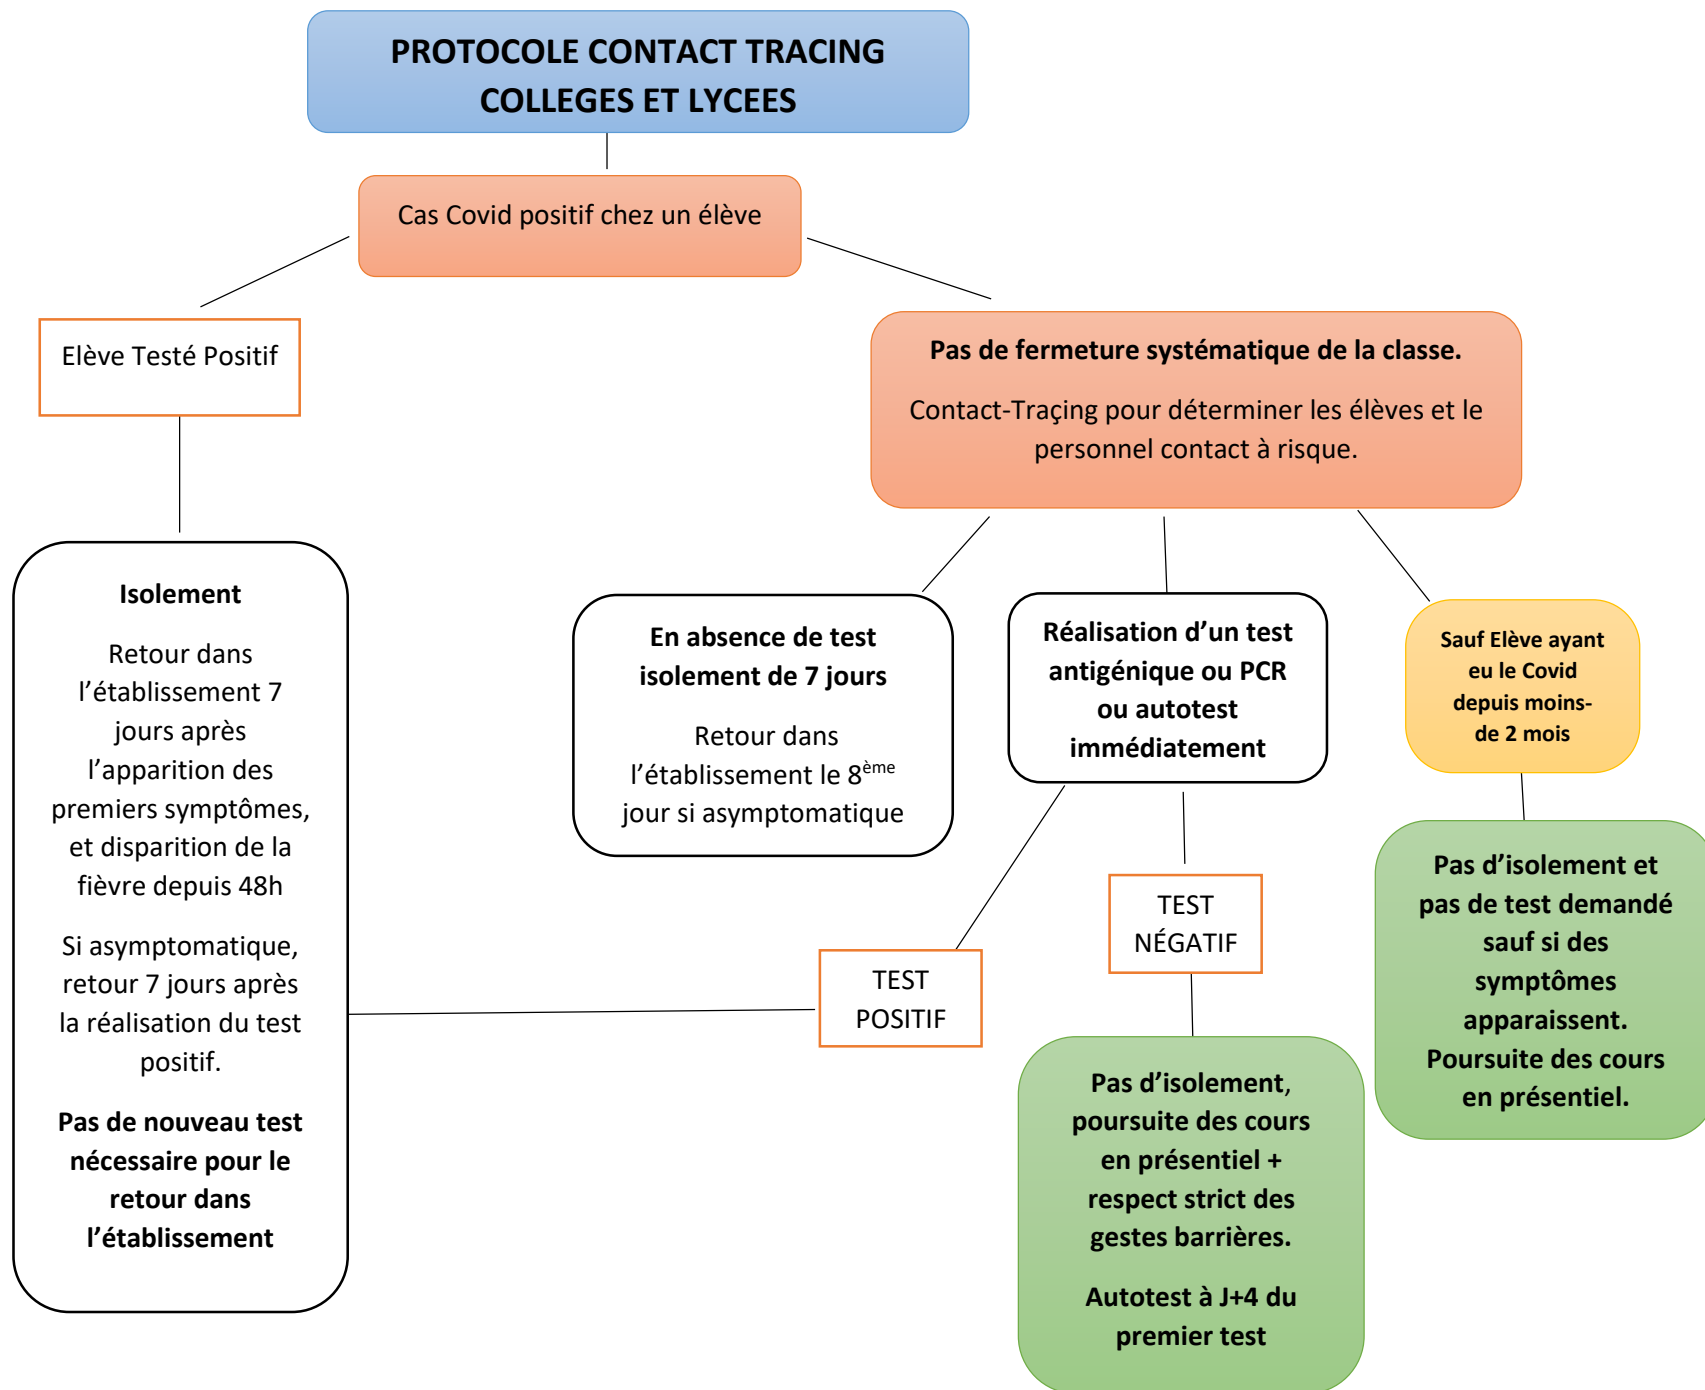 PROTOCOLE CONTACT TRACING
COLLEGES ET LYCEES
Cas Covid positif chez un élève
Elève Testé Positif
Pas de fermeture systématique de la classe.
Contact-Traçing pour déterminer les élèves et le
personnel contact à risque.
Isolement
Retour dans
l’établissement 7
jours après
l’apparition des
premiers symptômes,
et disparition de la
fièvre depuis 48h
Si asymptomatique,
retour 7 jours après
la réalisation du test
positif.
Pas de nouveau test
nécessaire pour le
retour dans
l’établissement
En absence de test
isolement de 7 jours
Retour dans
l’établissement le 8ème
jour si asymptomatique
Réalisation d’un test
antigénique ou PCR
ou autotest
immédiatement
Sauf Elève ayant
eu le Covid
depuis moins-
de 2 mois
TEST
POSITIF
TEST
NÉGATIF
Pas d’isolement et
pas de test demandé
sauf si des
symptômes
apparaissent.
Poursuite des cours
en présentiel.
Pas d’isolement,
poursuite des cours
en présentiel +
respect strict des
gestes barrières.
Autotest à J+4 du
premier test